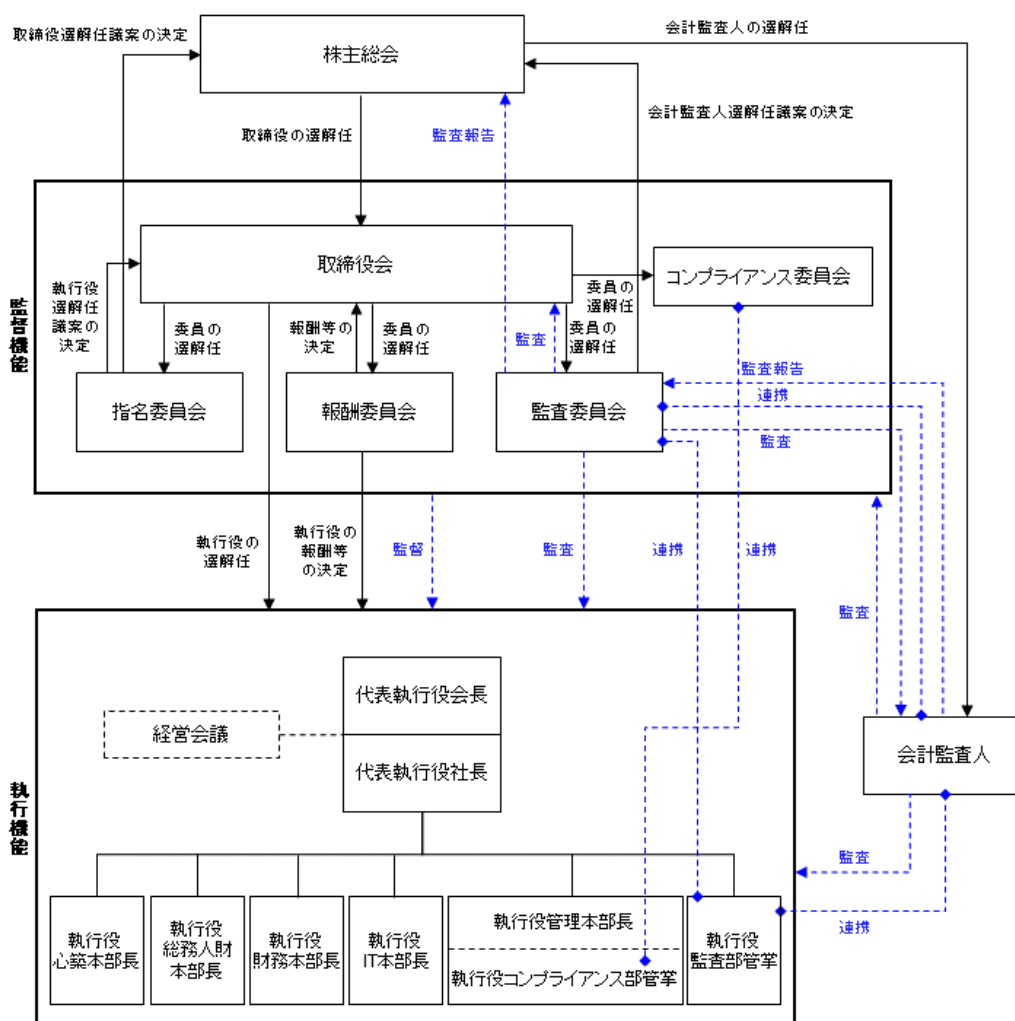 取締役選解任議案の決定
会計監査人の選解任
株主総会
会計監査人選解任議案の決定
取締役の選解任
監査報告
監督機能
取締役会
コンプライアンス委員会
執行役
選解任
議案の
決定
委員の
選解任
報酬等
の決定
委員の
選解任
監査
委員の
選解任
委員の
選解任
指名委員会
報酬委員会
監査委員会
監査報告
連携
監査
執行役の
選解任
執行役の
報酬等
の決定
監督
監査
連携
連携
監査
執行機能
代表執行役会長
経営会議
代表執行役社長
会計監査人
監査
執行役
心築本部長
執行役
総務人財
本部長
執行役
財務本部長
執行役
IT本部長
執行役管理本部長
執行役コンプライアンス部管掌
執行役
監査部管掌
連携